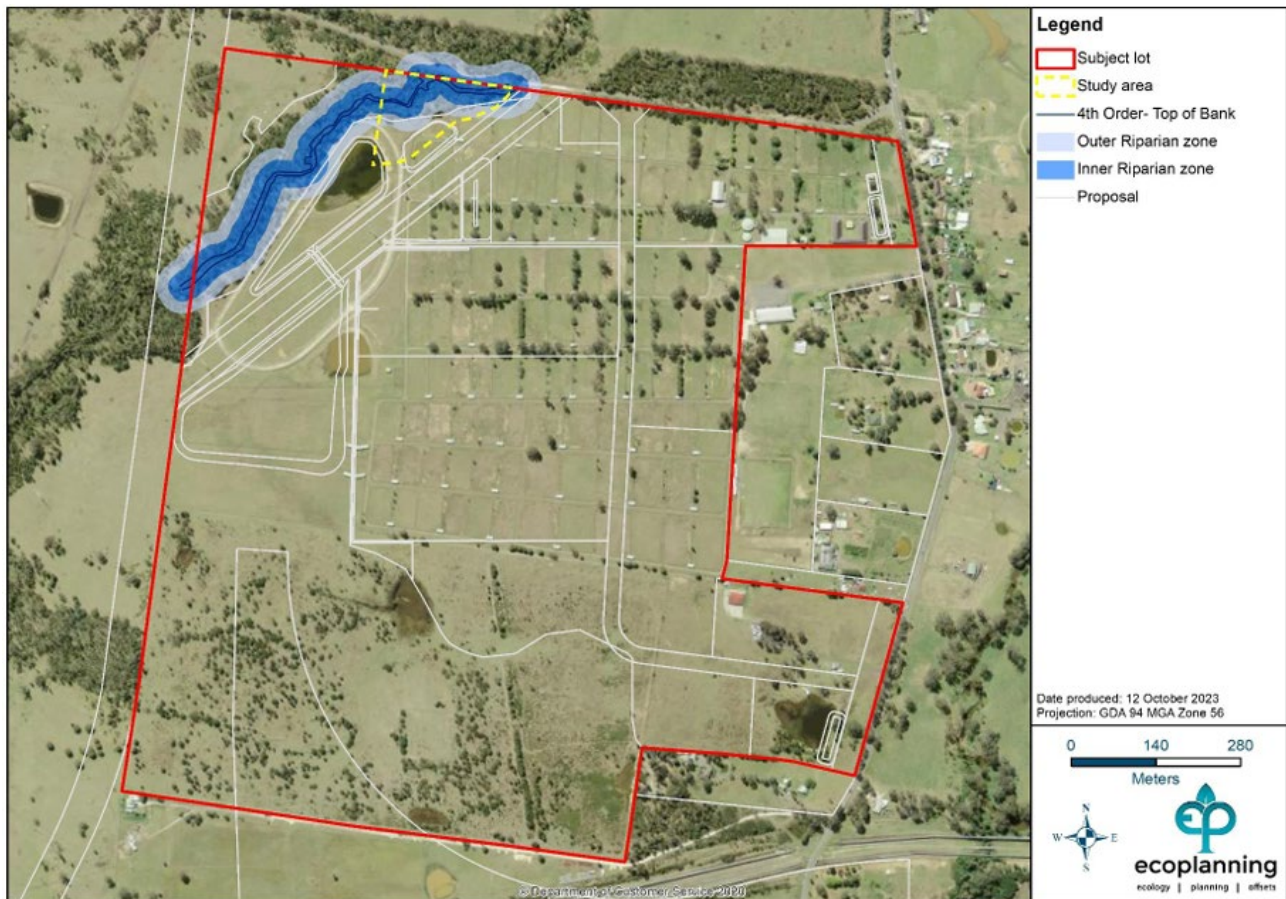 Legend
Subject lot
Study area
4th Order- Top of Bank
Outer Riparian zone
Inner Riparian zone
Proposal
Date produced: 12 October 2023
Projection: GDA 94 MGA Zone 56
0 140 280
Meters
N
W E
S
ep
ecoplanning
ecology | planning | offsets
© Department of Customer Service 2020